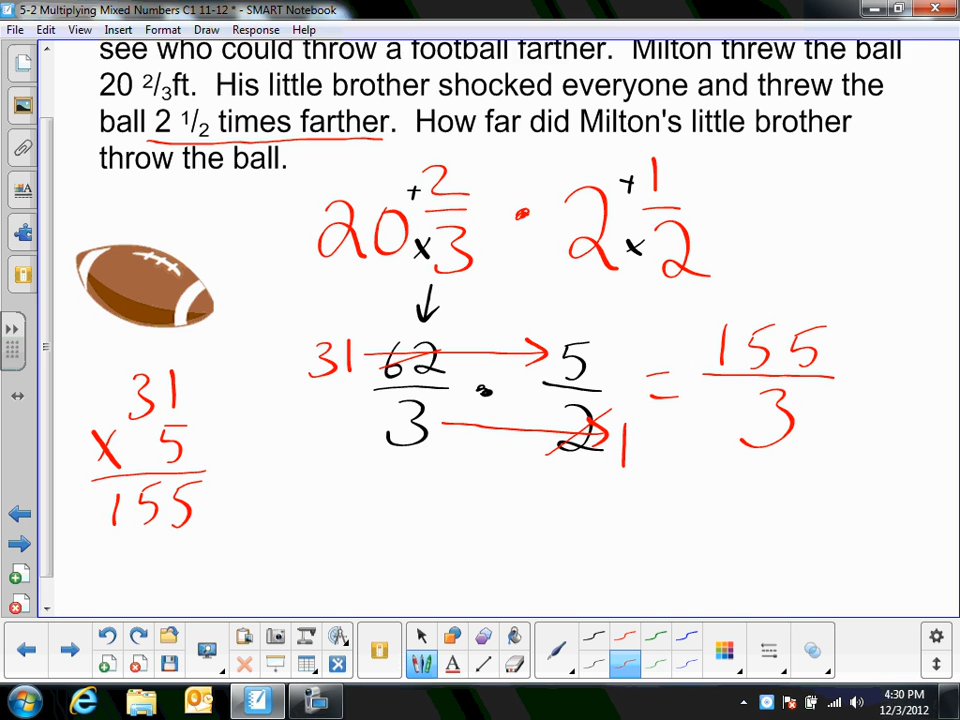 5-2 Multiplying Mixed Numbers C1 11-12 * - SMART Notebook
File Edit View Insert Format Draw Response Help
see who could throw a football farther. Milton threw the ball
20 2/3ft. His little brother shocked everyone and threw the
ball 2 1/2 times farther. How far did Milton's little brother
throw the ball.
20 + 2/3 x • 2 + 1/2 x
31 62/3 • 5/2 1 = 155/3
31
x 5
155
A
4:30 PM
12/3/2012